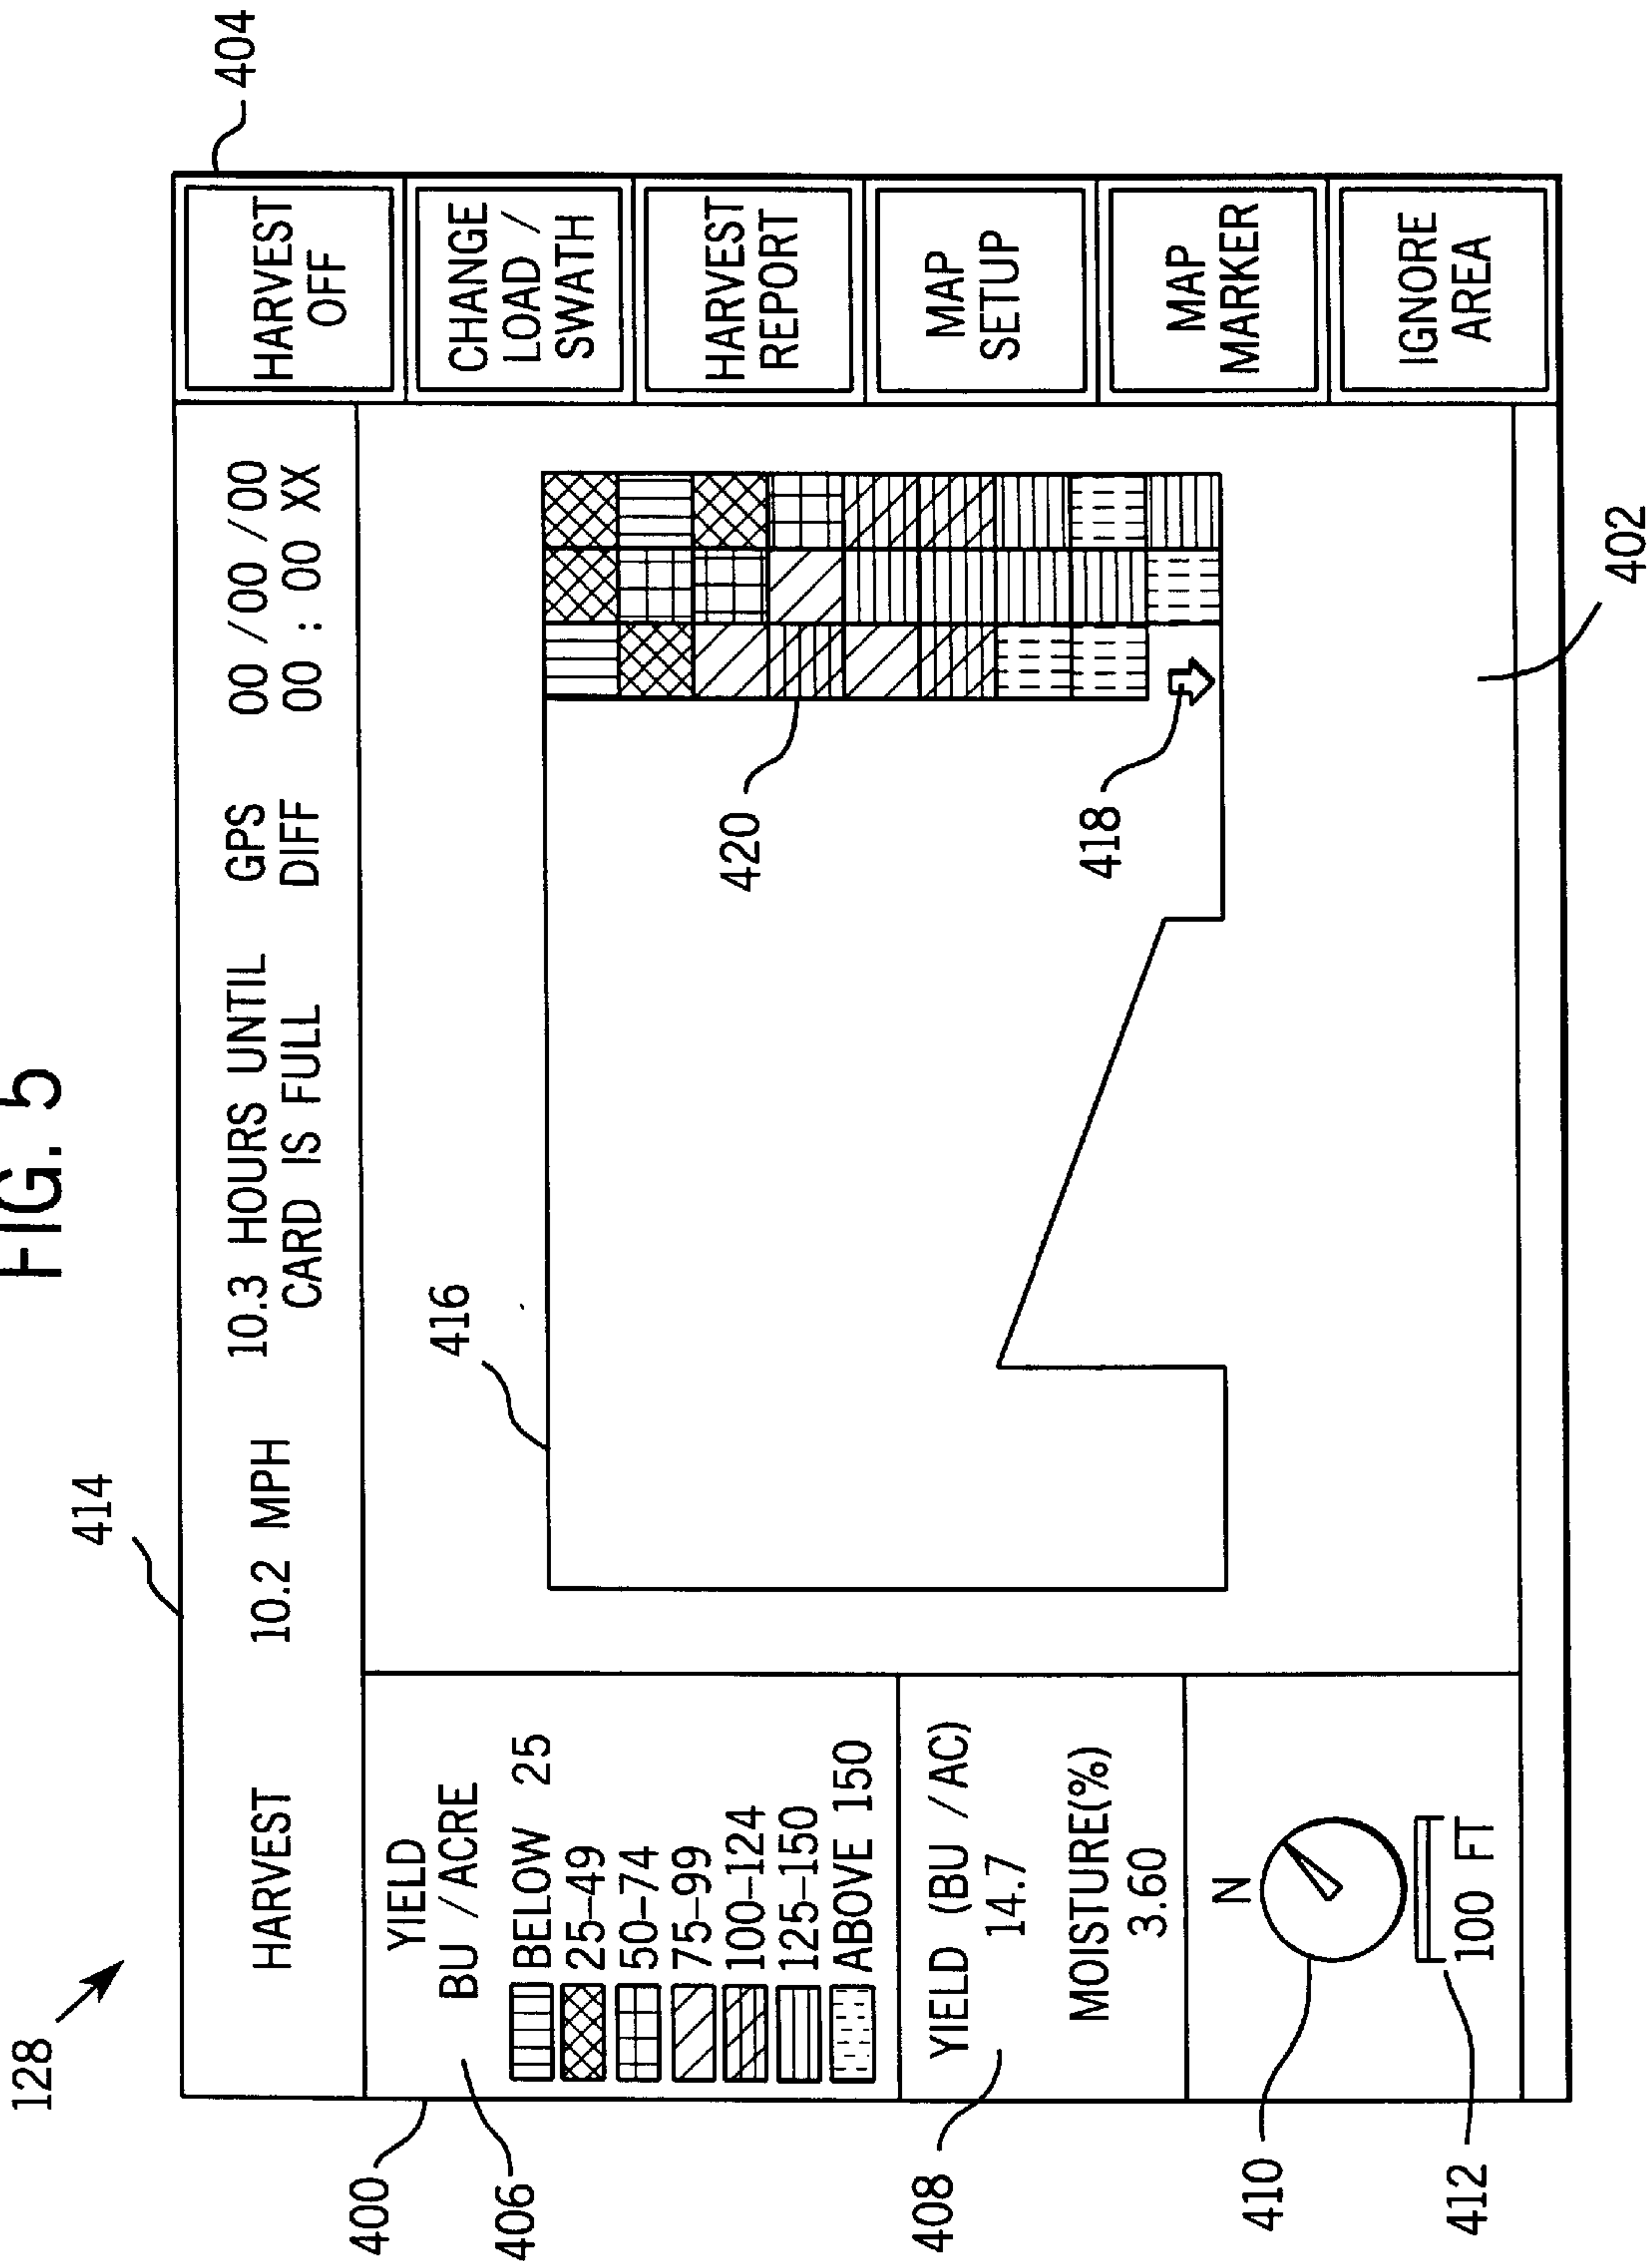 FIG. 5
128
414
404
HARVEST
10.2 MPH
10.3 HOURS UNTIL
CARD IS FULL
GPS
DIFF
00 / 00 / 00
00 : 00 XX
HARVEST
OFF
CHANGE
LOAD /
SWATH
HARVEST
REPORT
MAP
SETUP
MAP
MARKER
IGNORE
AREA
400
406
YIELD
BU / ACRE
BELOW 25
25–49
50–74
75–99
100–124
125–150
ABOVE 150
416
420
418
408
YIELD (BU / AC)
14.7
MOISTURE(%)
3.60
410
N
412
100 FT
402